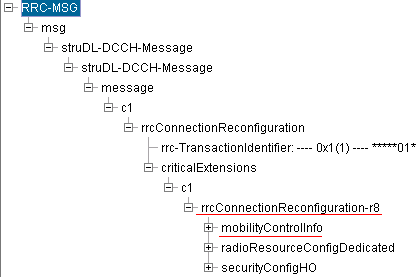 RRC-MSG
msg
struDL-DCCH-Message
struDL-DCCH-Message
message
c1
rrcConnectionReconfiguration
rrc-TransactionIdentifier: ---- 0x1(1) ---- *****01*
criticalExtensions
c1
rrcConnectionReconfiguration-r8
mobilityControlInfo
radioResourceConfigDedicated
securityConfigHO